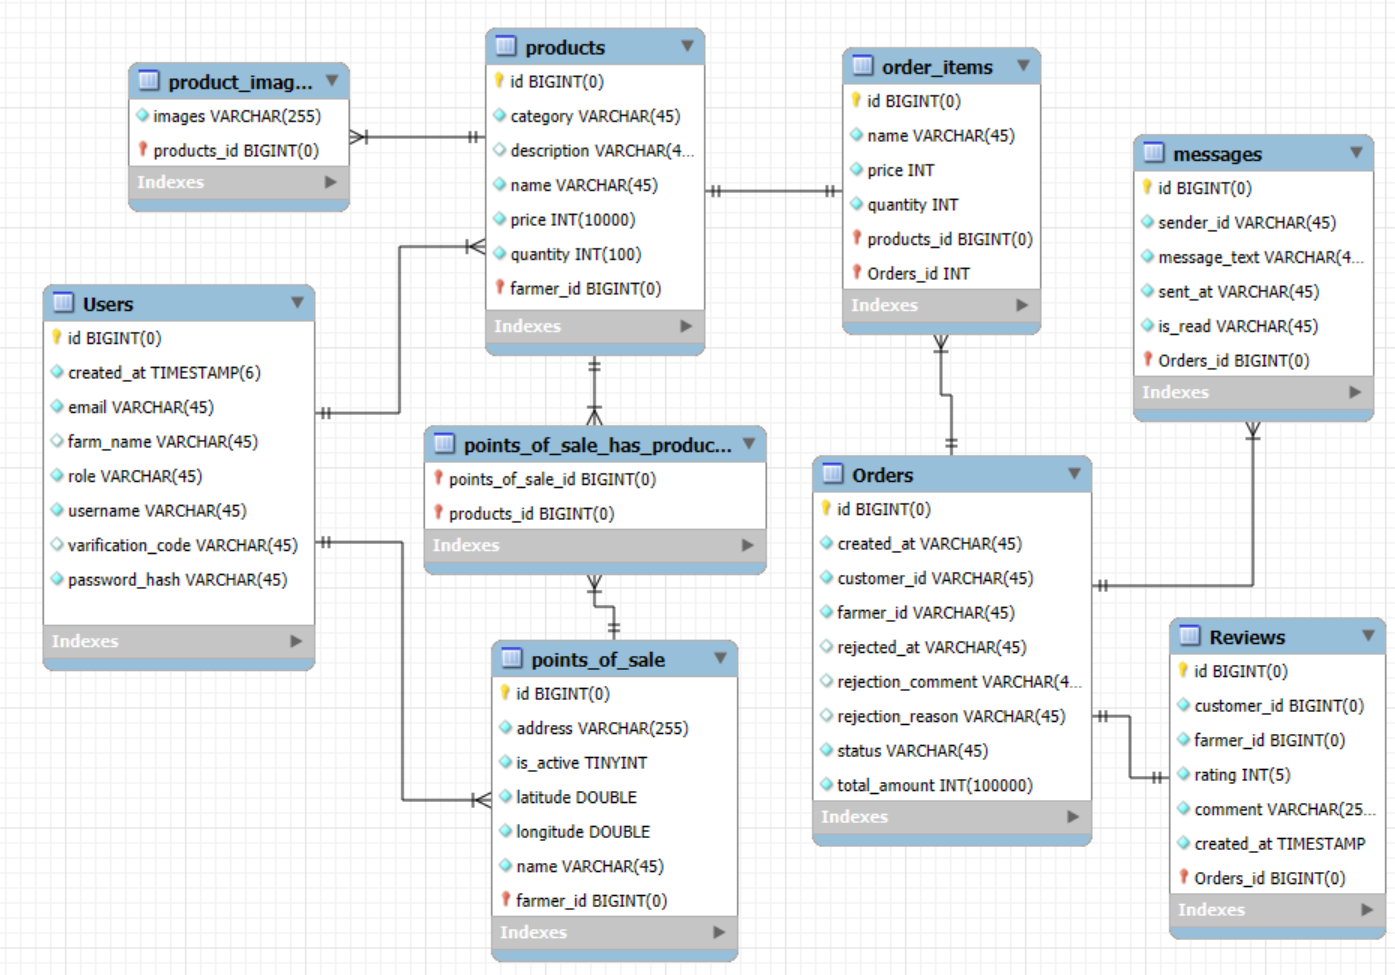 product_imag...
images VARCHAR(255)
products_id BIGINT(0)
Indexes
products
id BIGINT(0)
category VARCHAR(45)
description VARCHAR(4...
name VARCHAR(45)
price INT(10000)
quantity INT(100)
farmer_id BIGINT(0)
Indexes
order_items
id BIGINT(0)
name VARCHAR(45)
price INT
quantity INT
products_id BIGINT(0)
Orders_id INT
Indexes
messages
id BIGINT(0)
sender_id VARCHAR(45)
message_text VARCHAR(4...
sent_at VARCHAR(45)
is_read VARCHAR(45)
Orders_id BIGINT(0)
Indexes
Users
id BIGINT(0)
created_at TIMESTAMP(6)
email VARCHAR(45)
farm_name VARCHAR(45)
role VARCHAR(45)
username VARCHAR(45)
varification_code VARCHAR(45)
password_hash VARCHAR(45)
Indexes
points_of_sale_has_produc...
points_of_sale_id BIGINT(0)
products_id BIGINT(0)
Indexes
Orders
id BIGINT(0)
created_at VARCHAR(45)
customer_id VARCHAR(45)
farmer_id VARCHAR(45)
rejected_at VARCHAR(45)
rejection_comment VARCHAR(4...
rejection_reason VARCHAR(45)
status VARCHAR(45)
total_amount INT(100000)
Indexes
points_of_sale
id BIGINT(0)
address VARCHAR(255)
is_active TINYINT
latitude DOUBLE
longitude DOUBLE
name VARCHAR(45)
farmer_id BIGINT(0)
Indexes
Reviews
id BIGINT(0)
customer_id BIGINT(0)
farmer_id BIGINT(0)
rating INT(5)
comment VARCHAR(25...
created_at TIMESTAMP
Orders_id BIGINT(0)
Indexes